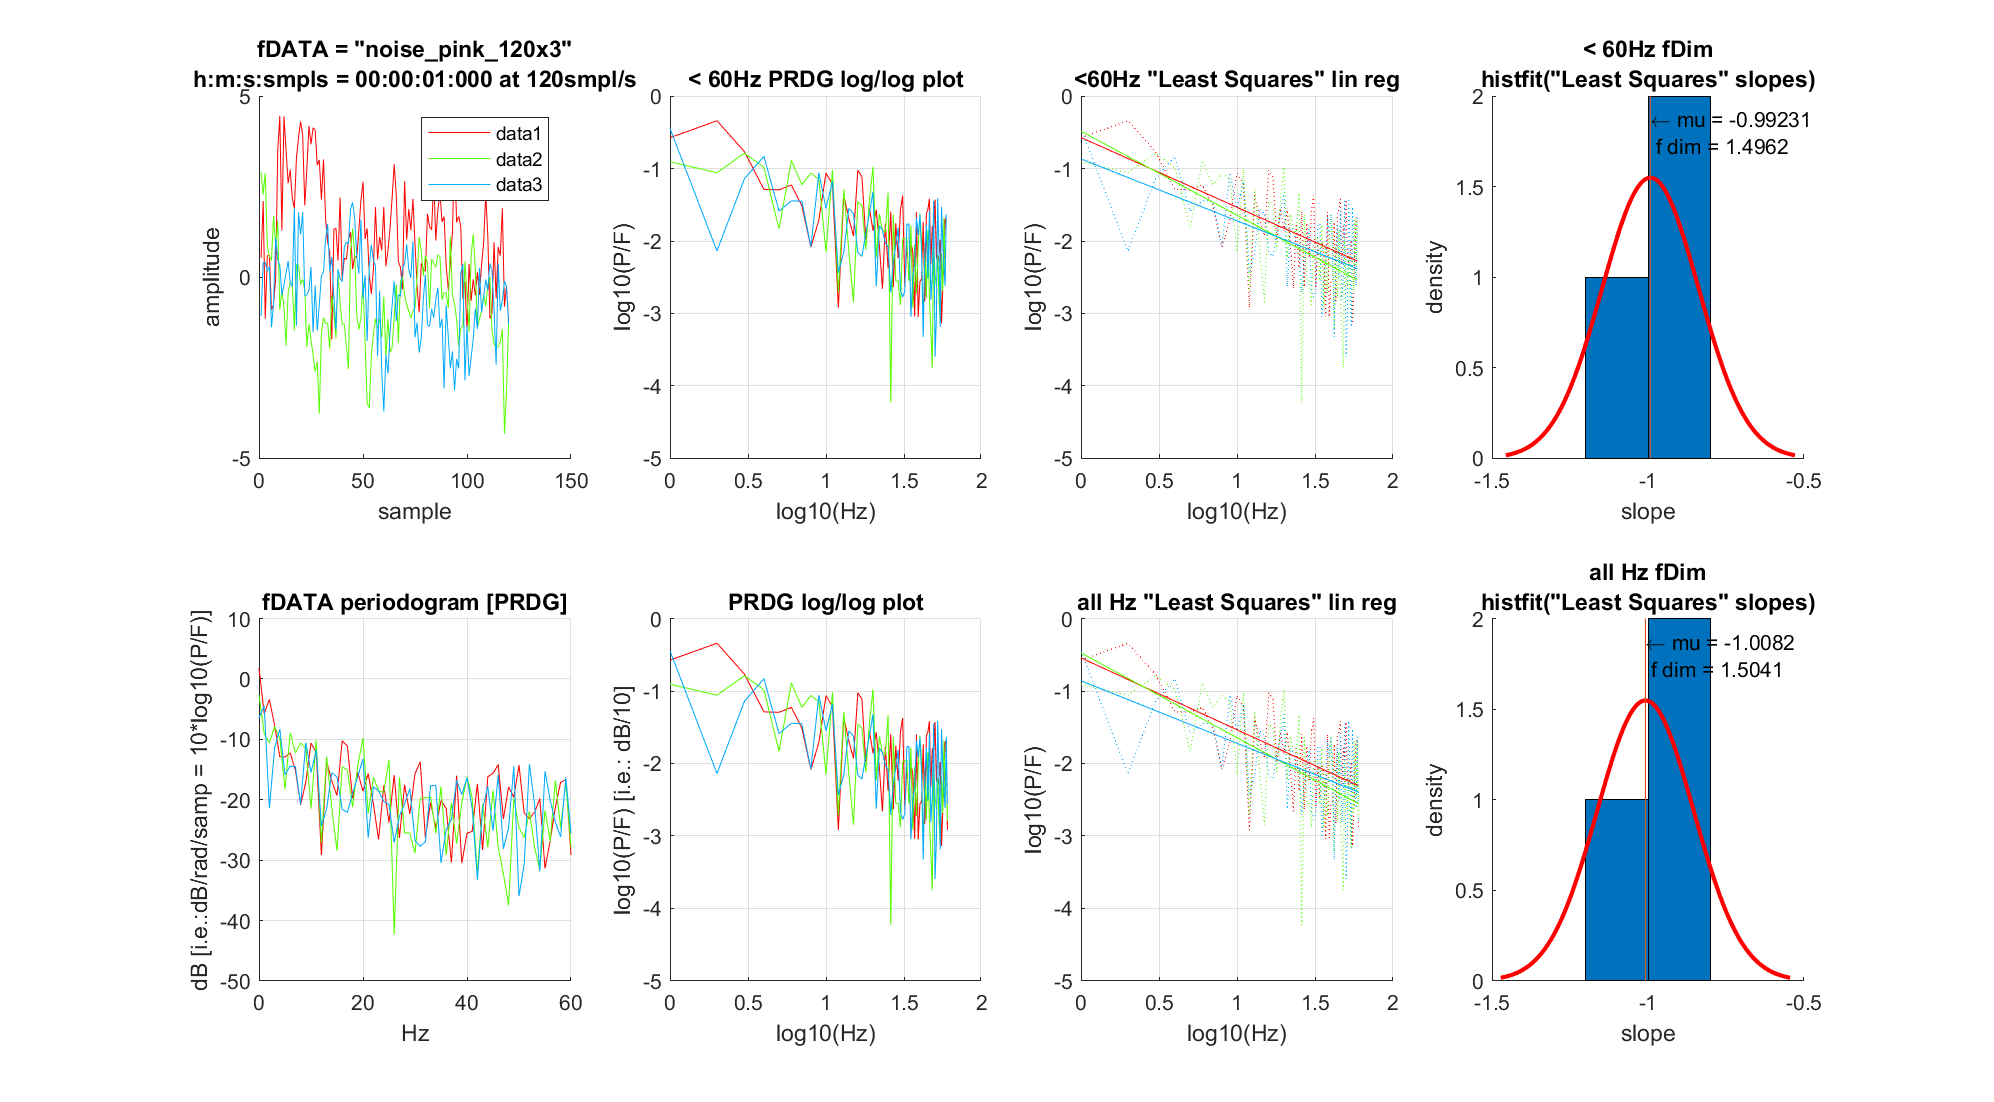 fDATA = "noise_pink_120x3"
h:m:s:smpls = 00:00:01:000 at 120smpl/s
5
0
-5
amplitude
data1
data2
data3
0
50
100
150
sample
< 60Hz PRDG log/log plot
0
-1
-2
-3
-4
-5
log10(P/F)
0
0.5
1
1.5
2
log10(Hz)
<60Hz "Least Squares" lin reg
0
-1
-2
-3
-4
-5
log10(P/F)
0
0.5
1
1.5
2
log10(Hz)
< 60Hz fDim
histfit("Least Squares" slopes)
2
1.5
1
0.5
0
density
← mu = -0.99231
f dim = 1.4962
-1.5
-1
-0.5
slope
fDATA periodogram [PRDG]
10
0
-10
-20
-30
-40
-50
dB [i.e.:dB/rad/samp = 10*log10(P/F)]
0
20
40
60
Hz
PRDG log/log plot
0
-1
-2
-3
-4
-5
log10(P/F) [i.e.: dB/10]
0
0.5
1
1.5
2
log10(Hz)
all Hz "Least Squares" lin reg
0
-1
-2
-3
-4
-5
log10(P/F)
0
0.5
1
1.5
2
log10(Hz)
all Hz fDim
histfit("Least Squares" slopes)
2
1.5
1
0.5
0
density
← mu = -1.0082
f dim = 1.5041
-1.5
-1
-0.5
slope